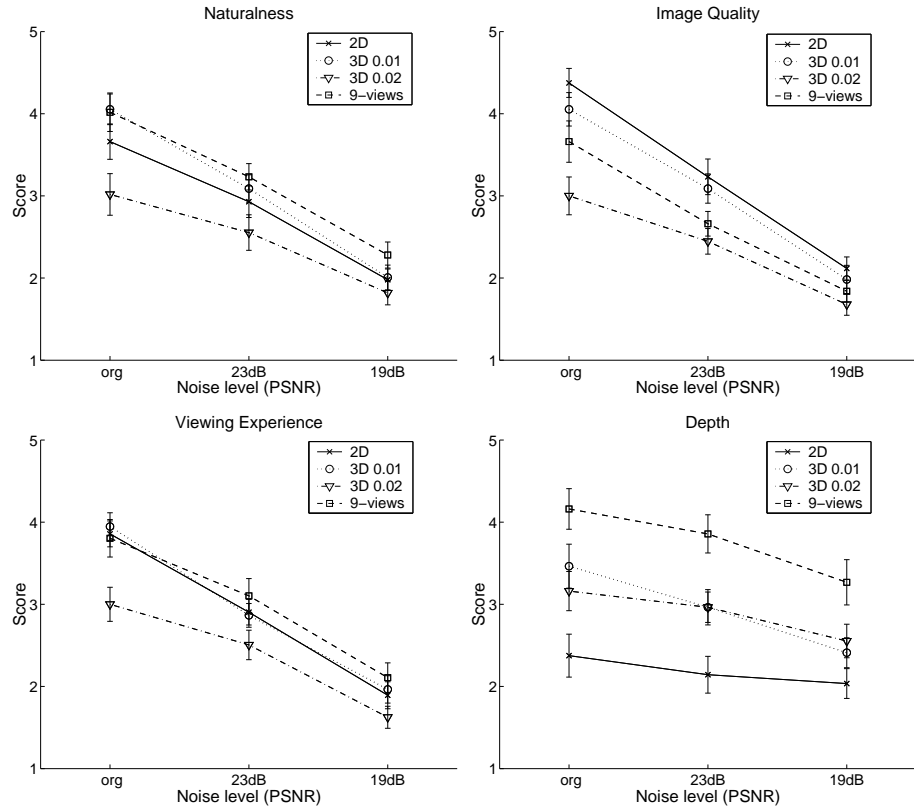 Naturalness
5
4
3
2
1
Score
2D
3D 0.01
3D 0.02
9-views
org
23dB
19dB
Noise level (PSNR)
Image Quality
5
4
3
2
1
Score
2D
3D 0.01
3D 0.02
9-views
org
23dB
19dB
Noise level (PSNR)
Viewing Experience
5
4
3
2
1
Score
2D
3D 0.01
3D 0.02
9-views
org
23dB
19dB
Noise level (PSNR)
Depth
5
4
3
2
1
Score
2D
3D 0.01
3D 0.02
9-views
org
23dB
19dB
Noise level (PSNR)